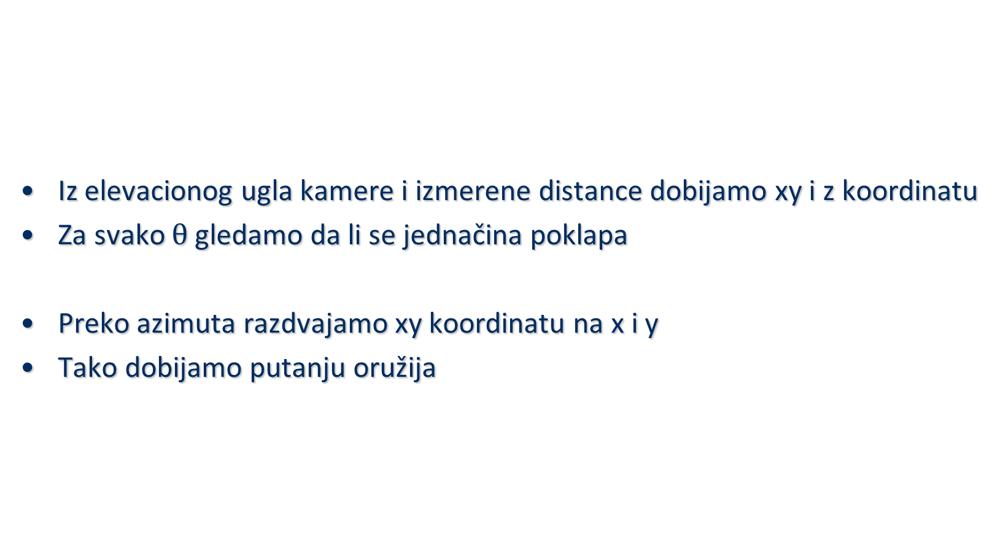 • Iz elevacionog ugla kamere i izmerene distance dobijamo xy i z koordinatu
• Za svako θ gledamo da li se jednačina poklapa
• Preko azimuta razdvajamo xy koordinatu na x i y
• Tako dobijamo putanju oružija